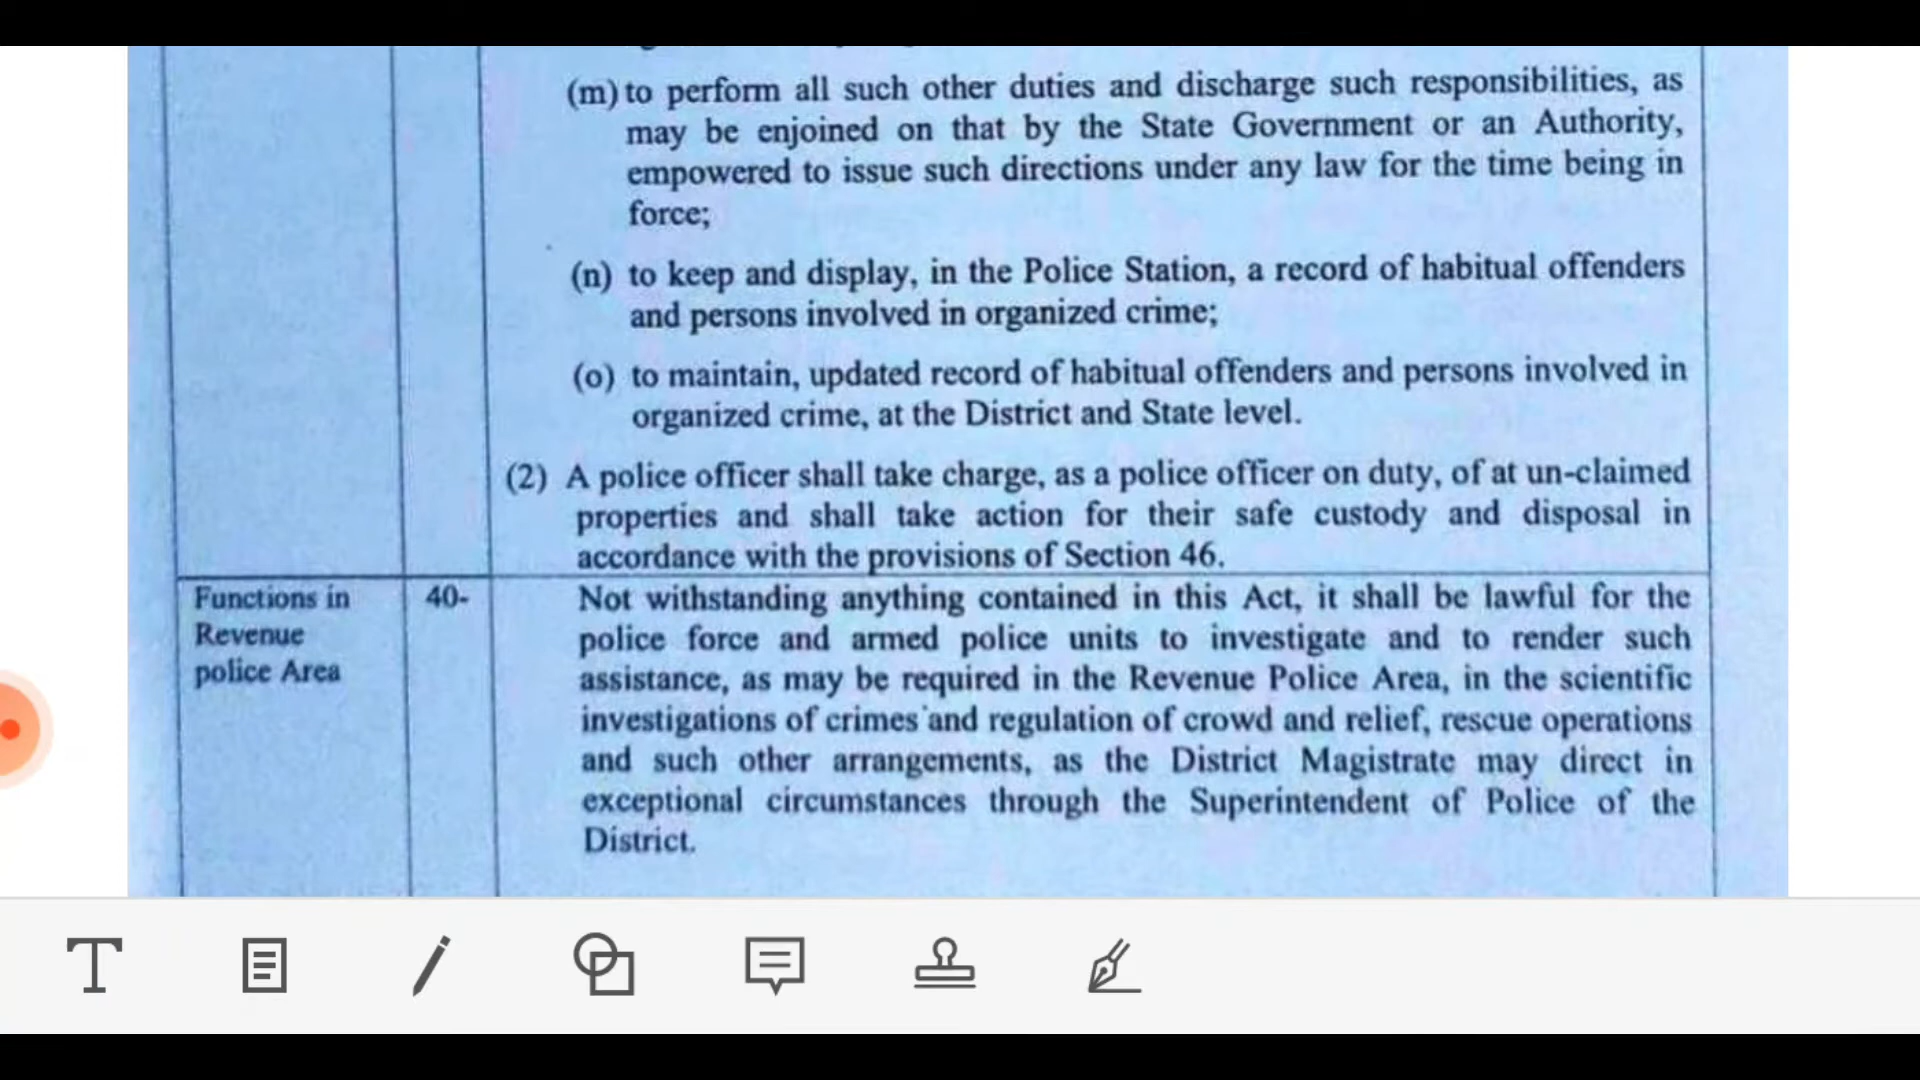 (m) to perform all such other duties and discharge such responsibilities, as
may be enjoined on that by the State Government or an Authority,
empowered to issue such directions under any law for the time being in
force;
(n) to keep and display, in the Police Station, a record of habitual offenders
and persons involved in organized crime;
(o) to maintain, updated record of habitual offenders and persons involved in
organized crime, at the District and State level.
(2) A police officer shall take charge, as a police officer on duty, of at un-claimed
properties and shall take action for their safe custody and disposal in
accordance with the provisions of Section 46.
Functions in
Revenue
police Area
40-
Not withstanding anything contained in this Act, it shall be lawful for the
police force and armed police units to investigate and to render such
assistance, as may be required in the Revenue Police Area, in the scientific
investigations of crimes and regulation of crowd and relief, rescue operations
and such other arrangements, as the District Magistrate may direct in
exceptional circumstances through the Superintendent of Police of the
District.